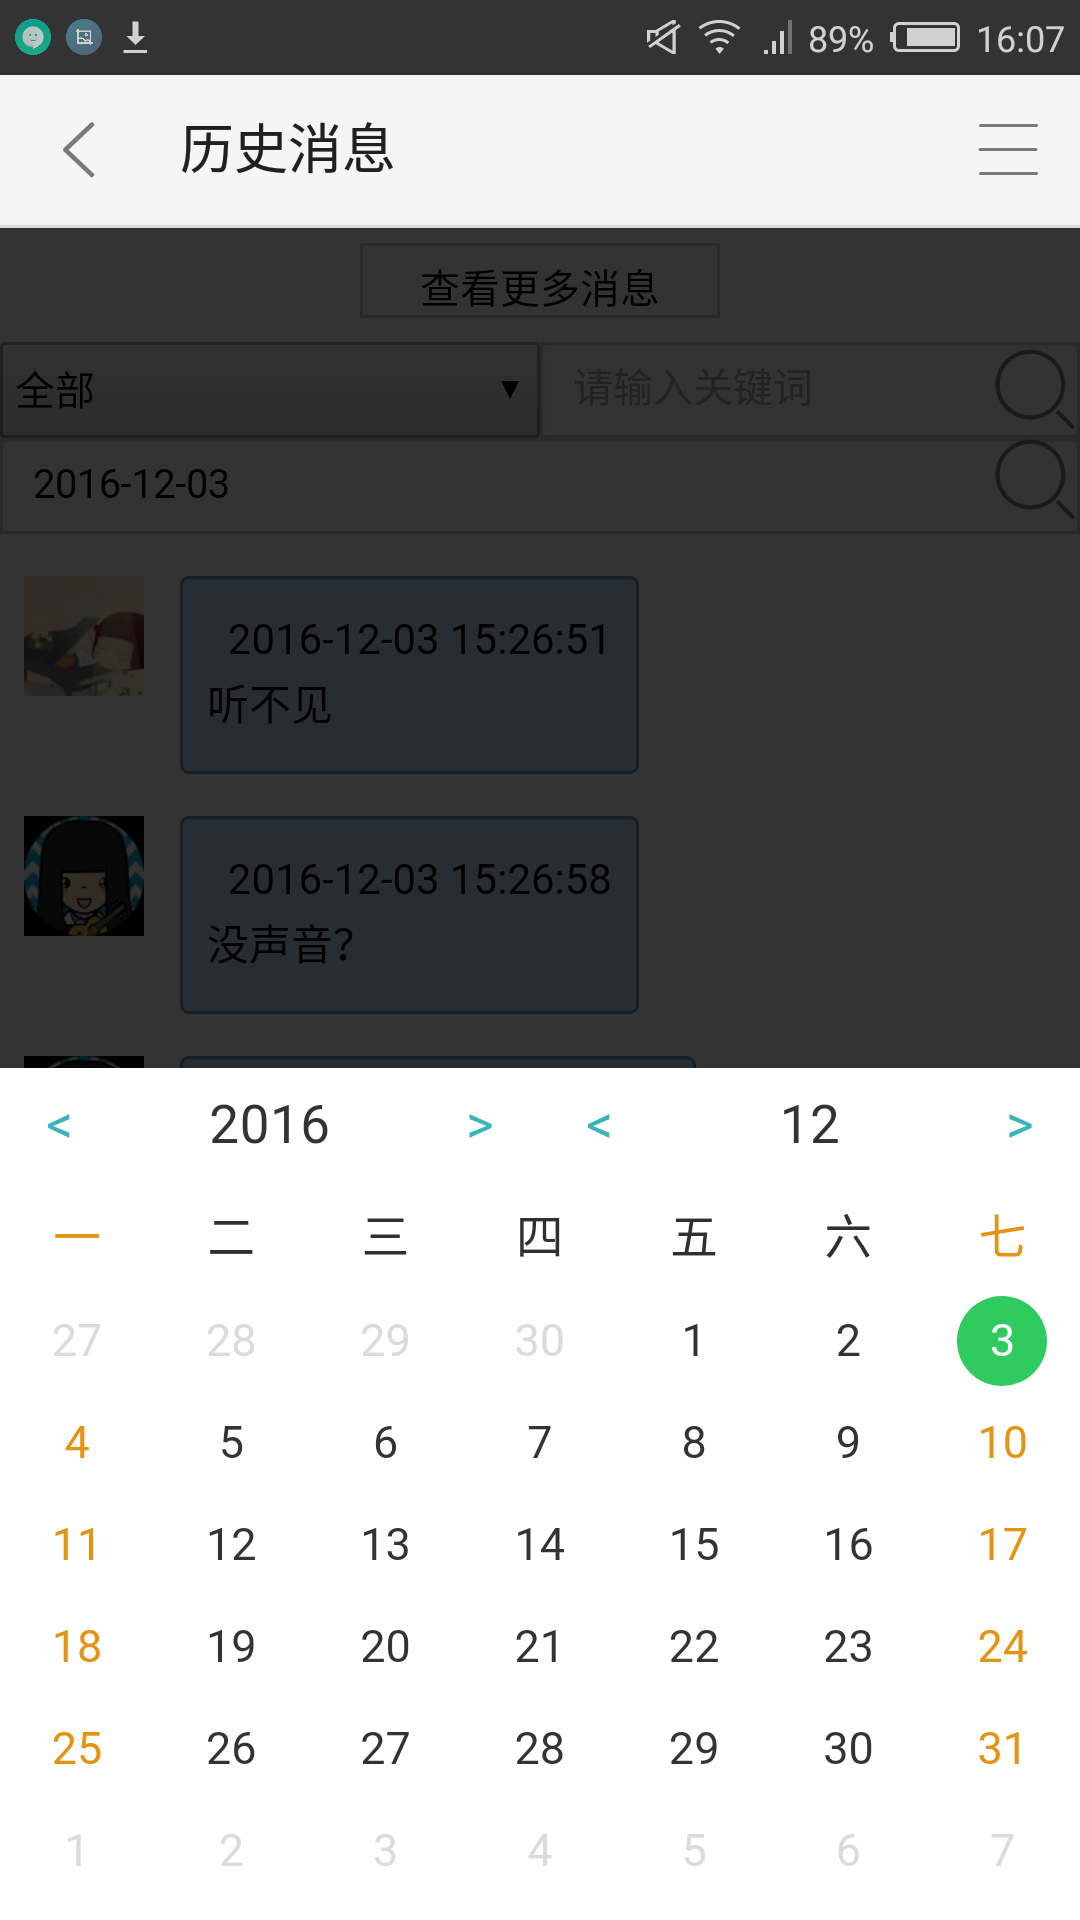 89% 16:07
历史消息
查看更多消息
全部 ▼ 请输入关键词
2016-12-03
2016-12-03 15:26:51
听不见
2016-12-03 15:26:58
没声音？
< 2016 > < 12 >
一 二 三 四 五 六 七
27 28 29 30 1 2 3
4 5 6 7 8 9 10
11 12 13 14 15 16 17
18 19 20 21 22 23 24
25 26 27 28 29 30 31
1 2 3 4 5 6 7